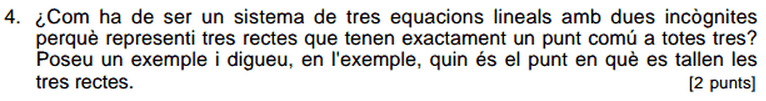 4. ¿Com ha de ser un sistema de tres equacions lineals amb dues incògnites
perquè representi tres rectes que tenen exactament un punt comú a totes tres?
Poseu un exemple i digueu, en l'exemple, quin és el punt en què es tallen les
tres rectes. [2 punts]